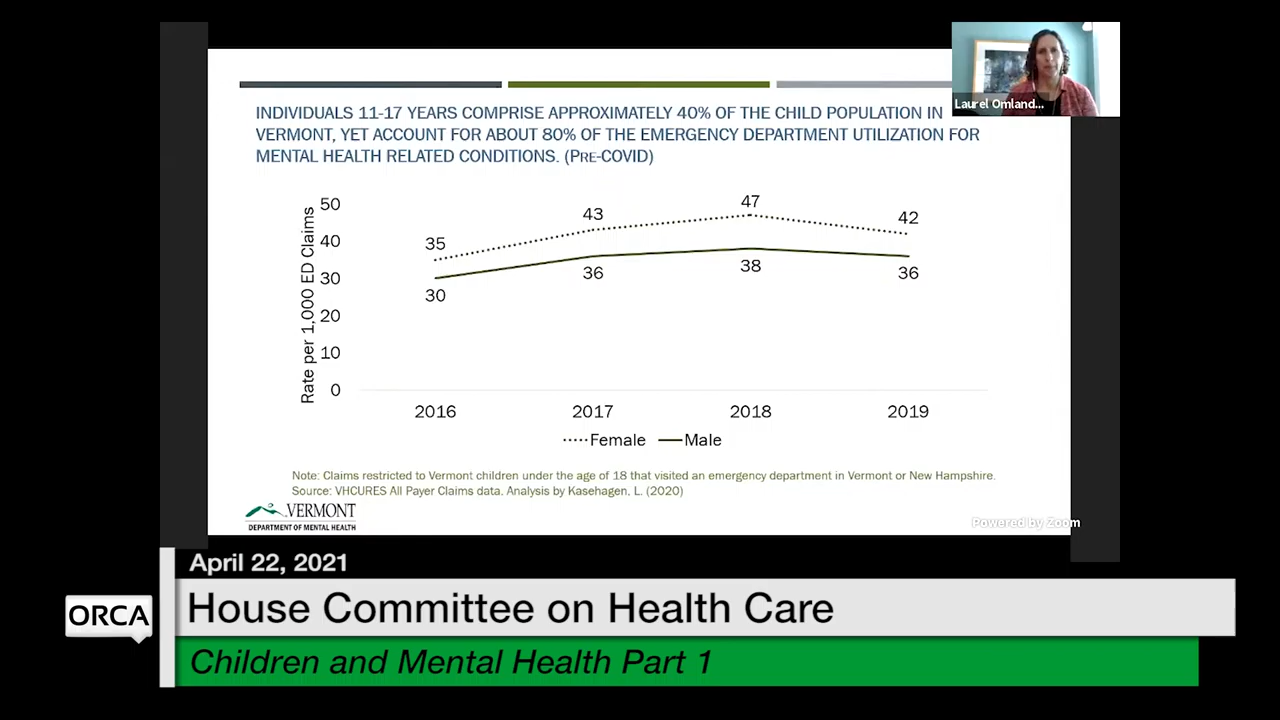 Laurel Omland...
INDIVIDUALS 11-17 YEARS COMPRISE APPROXIMATELY 40% OF THE CHILD POPULATION IN
VERMONT, YET ACCOUNT FOR ABOUT 80% OF THE EMERGENCY DEPARTMENT UTILIZATION FOR
MENTAL HEALTH RELATED CONDITIONS. (PRE-COVID)
Rate per 1,000 ED Claims
50
40
30
20
10
0
35
43
47
42
30
36
38
36
2016 2017 2018 2019
Female Male
Note: Claims restricted to Vermont children under the age of 18 that visited an emergency department in Vermont or New Hampshire.
Source: VHCURES All Payer Claims data. Analysis by Kasehagen, L. (2020)
VERMONT
DEPARTMENT OF MENTAL HEALTH
Powered by Zoom
April 22, 2021
ORCA
House Committee on Health Care
Children and Mental Health Part 1